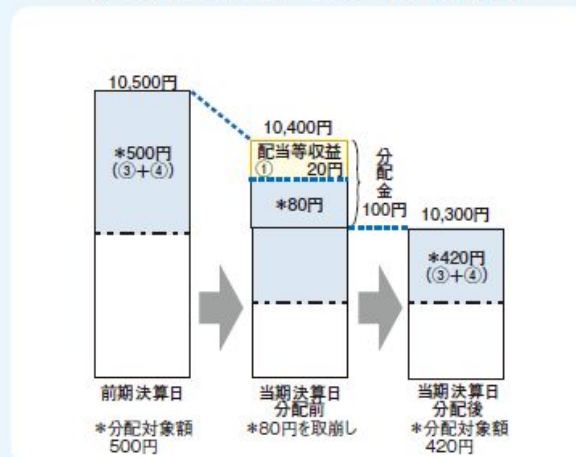 10,500円
*500円
(③+④)
10,400円
配当等収益
① 20円
*80円
分配金
100円
10,300円
*420円
(③+④)
前期決算日
*分配対象額
500円
当期決算日
分配前
*80円を取崩し
当期決算日
分配後
*分配対象額
420円